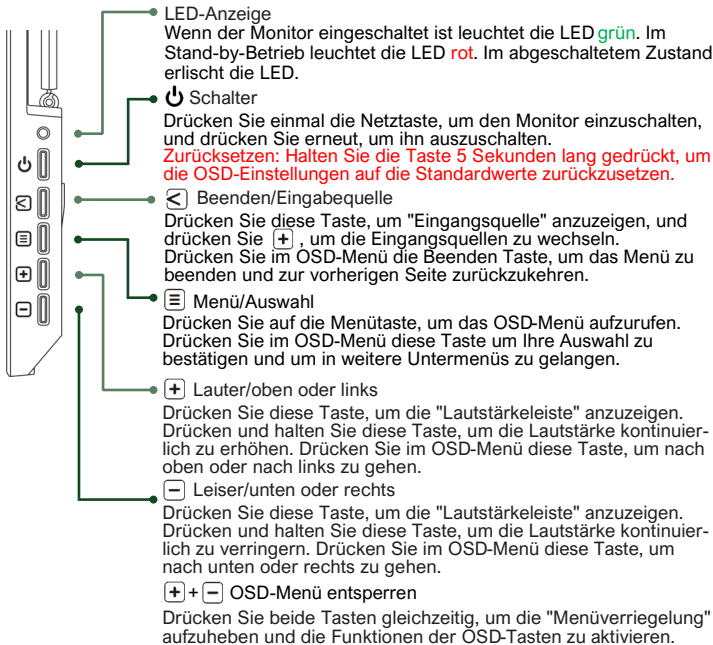 LED-Anzeige
Wenn der Monitor eingeschaltet ist leuchtet die LED grün. Im
Stand-by-Betrieb leuchtet die LED rot. Im abgeschaltetem Zustand
erlischt die LED.
Schalter
Drücken Sie einmal die Netztaste, um den Monitor einzuschalten,
und drücken Sie erneut, um ihn auszuschalten.
Zurücksetzen: Halten Sie die Taste 5 Sekunden lang gedrückt, um
die OSD-Einstellungen auf die Standardwerte zurückzusetzen.
Beenden/Eingabequelle
Drücken Sie diese Taste, um "Eingangsquelle" anzuzeigen, und
drücken Sie + , um die Eingangsquellen zu wechseln.
Drücken Sie im OSD-Menü die Beenden Taste, um das Menü zu
beenden und zur vorherigen Seite zurückzukehren.
Menü/Auswahl
Drücken Sie auf die Menütaste, um das OSD-Menü aufzurufen.
Drücken Sie im OSD-Menü diese Taste um Ihre Auswahl zu
bestätigen und um in weitere Untermenüs zu gelangen.
+ Lauter/oben oder links
Drücken Sie diese Taste, um die "Lautstärkeleiste" anzuzeigen.
Drücken und halten Sie diese Taste, um die Lautstärke kontinuier-
lich zu erhöhen. Drücken Sie im OSD-Menü diese Taste, um nach
oben oder nach links zu gehen.
− Leiser/unten oder rechts
Drücken Sie diese Taste, um die "Lautstärkeleiste" anzuzeigen.
Drücken und halten Sie diese Taste, um die Lautstärke kontinuier-
lich zu verringern. Drücken Sie im OSD-Menü diese Taste, um
nach unten oder rechts zu gehen.
+ + − OSD-Menü entsperren
Drücken Sie beide Tasten gleichzeitig, um die "Menüverriegelung"
aufzuheben und die Funktionen der OSD-Tasten zu aktivieren.